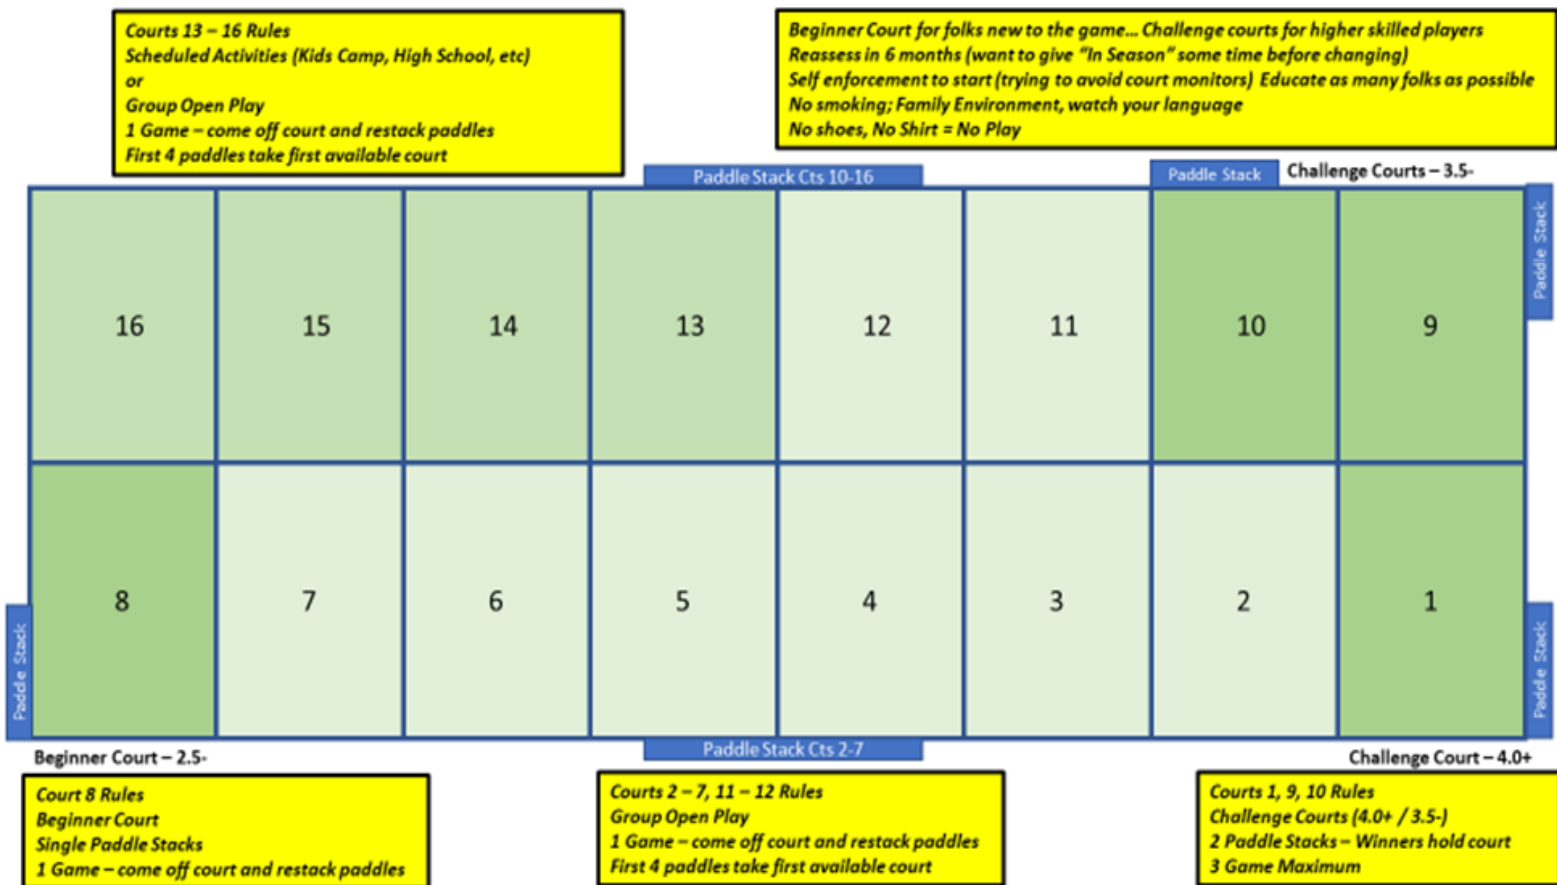 Courts 13 – 16 Rules
Scheduled Activities (Kids Camp, High School, etc)
or
Group Open Play
1 Game – come off court and restack paddles
First 4 paddles take first available court
Beginner Court for folks new to the game... Challenge courts for higher skilled players
Reassess in 6 months (want to give “In Season” some time before changing)
Self enforcement to start (trying to avoid court monitors) Educate as many folks as possible
No smoking; Family Environment, watch your language
No shoes, No Shirt = No Play
Paddle Stack Cts 10-16
Paddle Stack
Challenge Courts – 3.5-
Paddle Stack
16
15
14
13
12
11
10
9
8
7
6
5
4
3
2
1
Paddle Stack
Paddle Stack
Beginner Court – 2.5-
Paddle Stack Cts 2-7
Challenge Court – 4.0+
Court 8 Rules
Beginner Court
Single Paddle Stacks
1 Game – come off court and restack paddles
Courts 2 – 7, 11 – 12 Rules
Group Open Play
1 Game – come off court and restack paddles
First 4 paddles take first available court
Courts 1, 9, 10 Rules
Challenge Courts (4.0+ / 3.5-)
2 Paddle Stacks – Winners hold court
3 Game Maximum